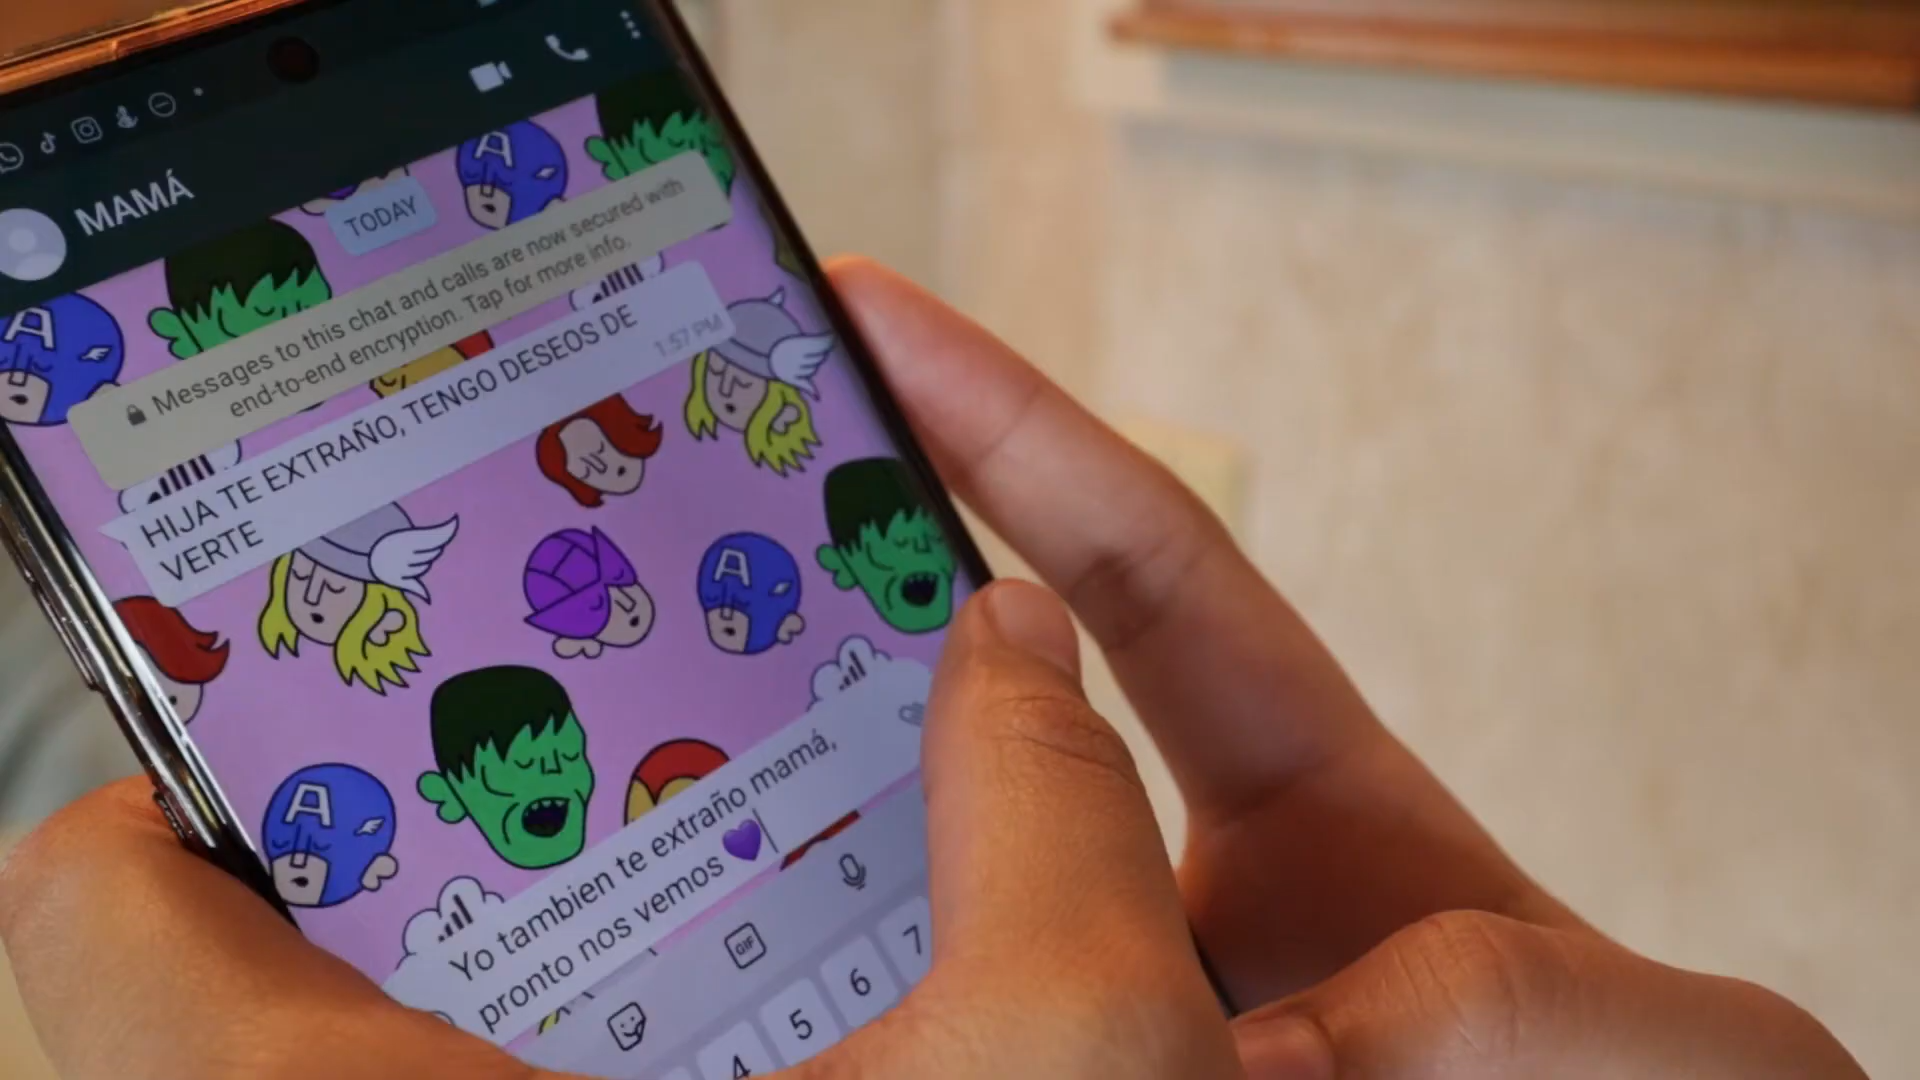 MAMÁ
TODAY
Messages to this chat and calls are now secured with
end-to-end encryption. Tap for more info.
HIJA TE EXTRAÑO, TENGO DESEOS DE
VERTE
1:57 PM
Yo tambien te extraño mamá,
pronto nos vemos 💜
GIF
4 5 6 7